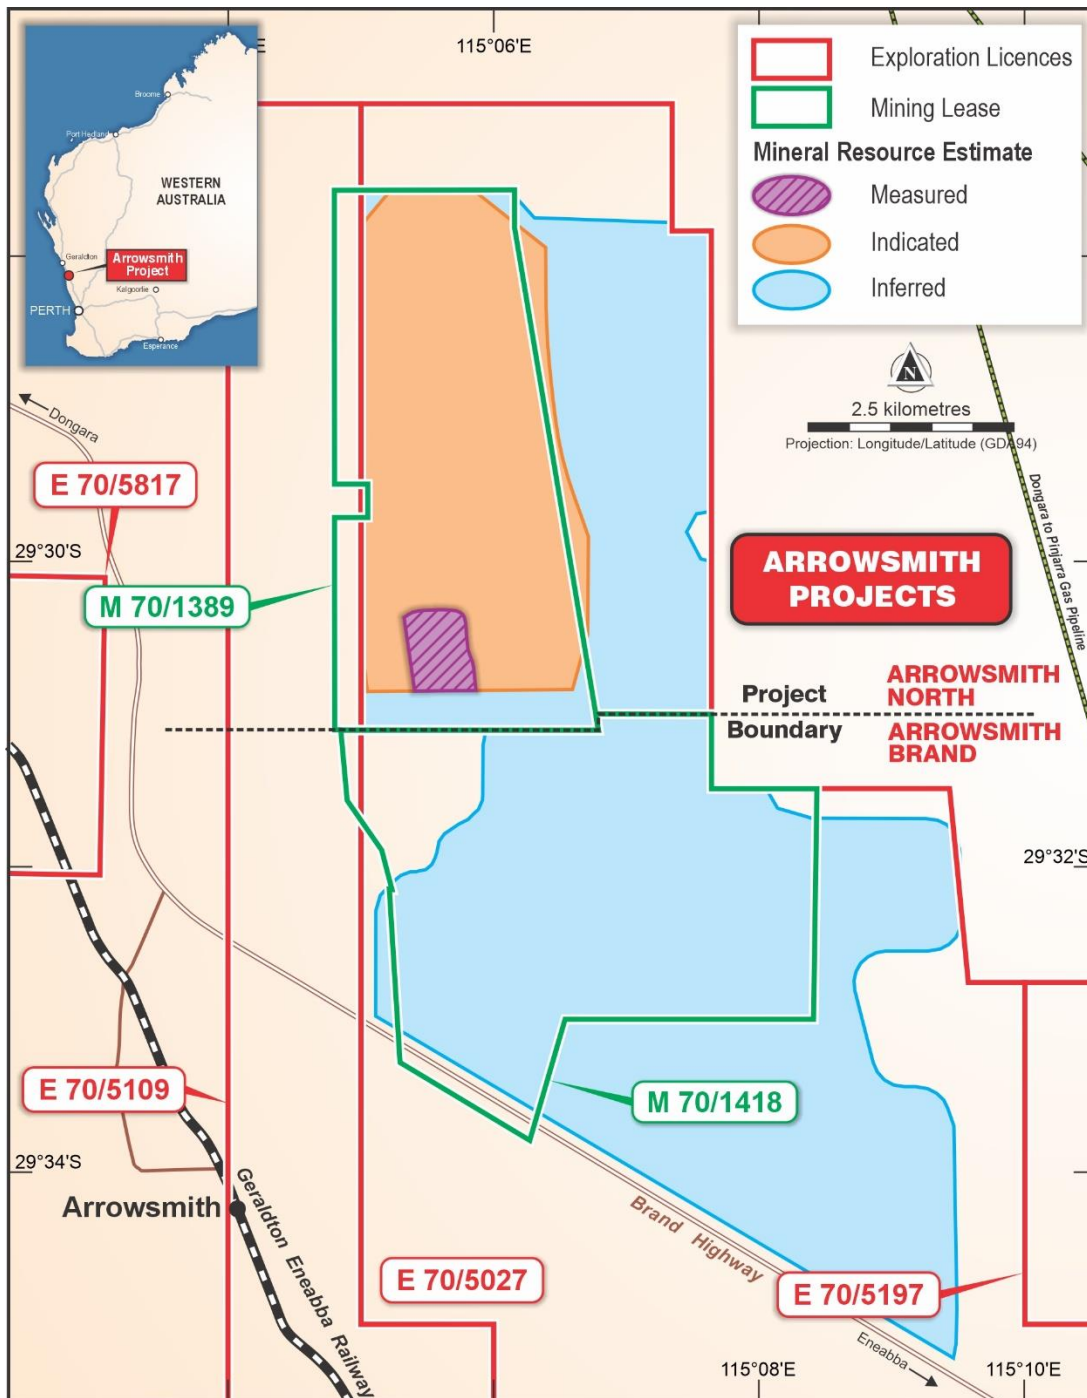 E
115°06'E
Broome
Port Hedland
WESTERN
AUSTRALIA
Geraldton
Arrowsmith
Project
Kalgoorlie
PERTH
Esperance
Exploration Licences
Mining Lease
Mineral Resource Estimate
Measured
Indicated
Inferred
N
2.5 kilometres
Projection: Longitude/Latitude (GDA94)
Dongara
E 70/5817
29°30'S
M 70/1389
ARROWSMITH
PROJECTS
Dongara to Pinjarra Gas Pipeline
Project
Boundary
ARROWSMITH
NORTH
ARROWSMITH
BRAND
29°32'S
E 70/5109
M 70/1418
29°34'S
Arrowsmith
Geraldton Eneabba Railway
Brand Highway
E 70/5027
E 70/5197
Eneabba
115°08'E
115°10'E